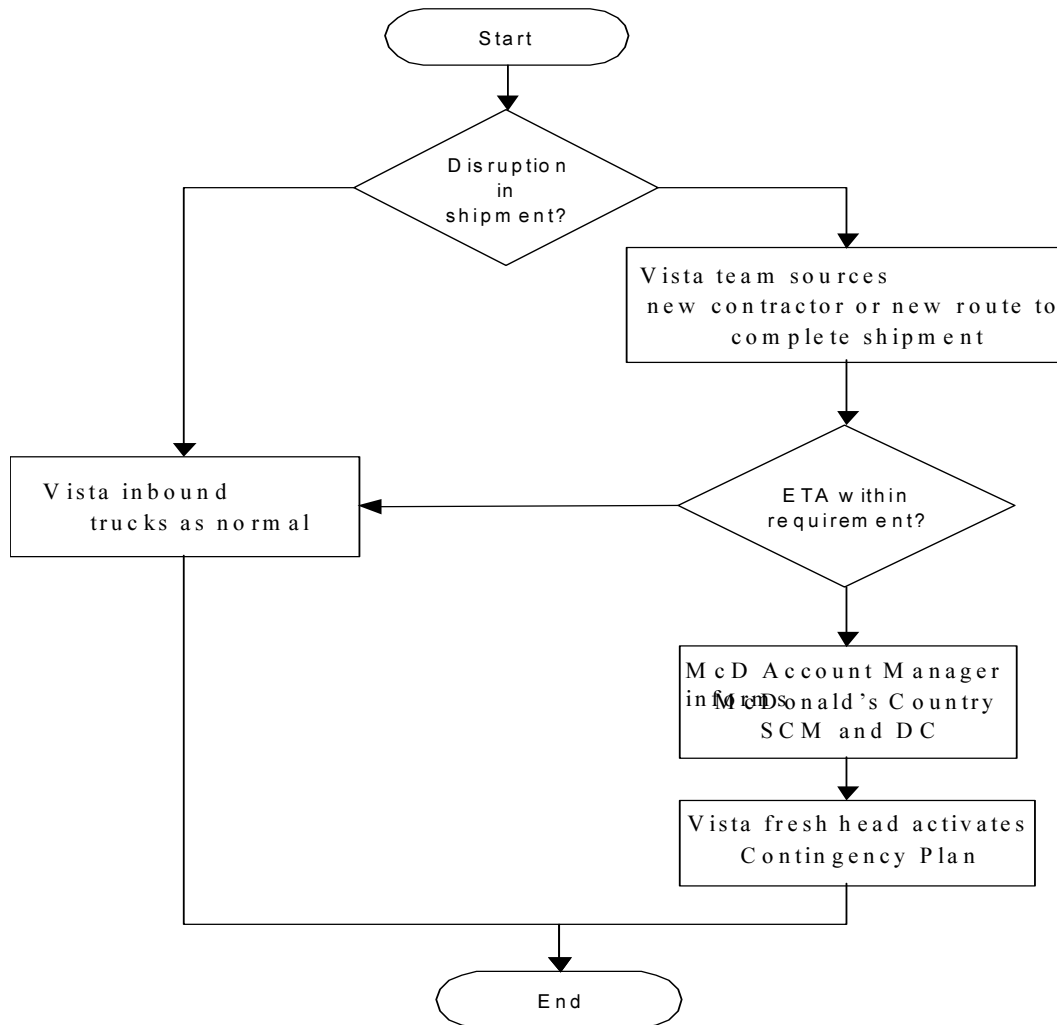 Start
Disruption
in
shipment?
Vista team sources
new contractor or new route to
complete shipment
Vista inbound
trucks as normal
ETA within
requirement?
McD Account Manager
informs
McDonald's Country
SCM and DC
Vista fresh head activates
Contingency Plan
End